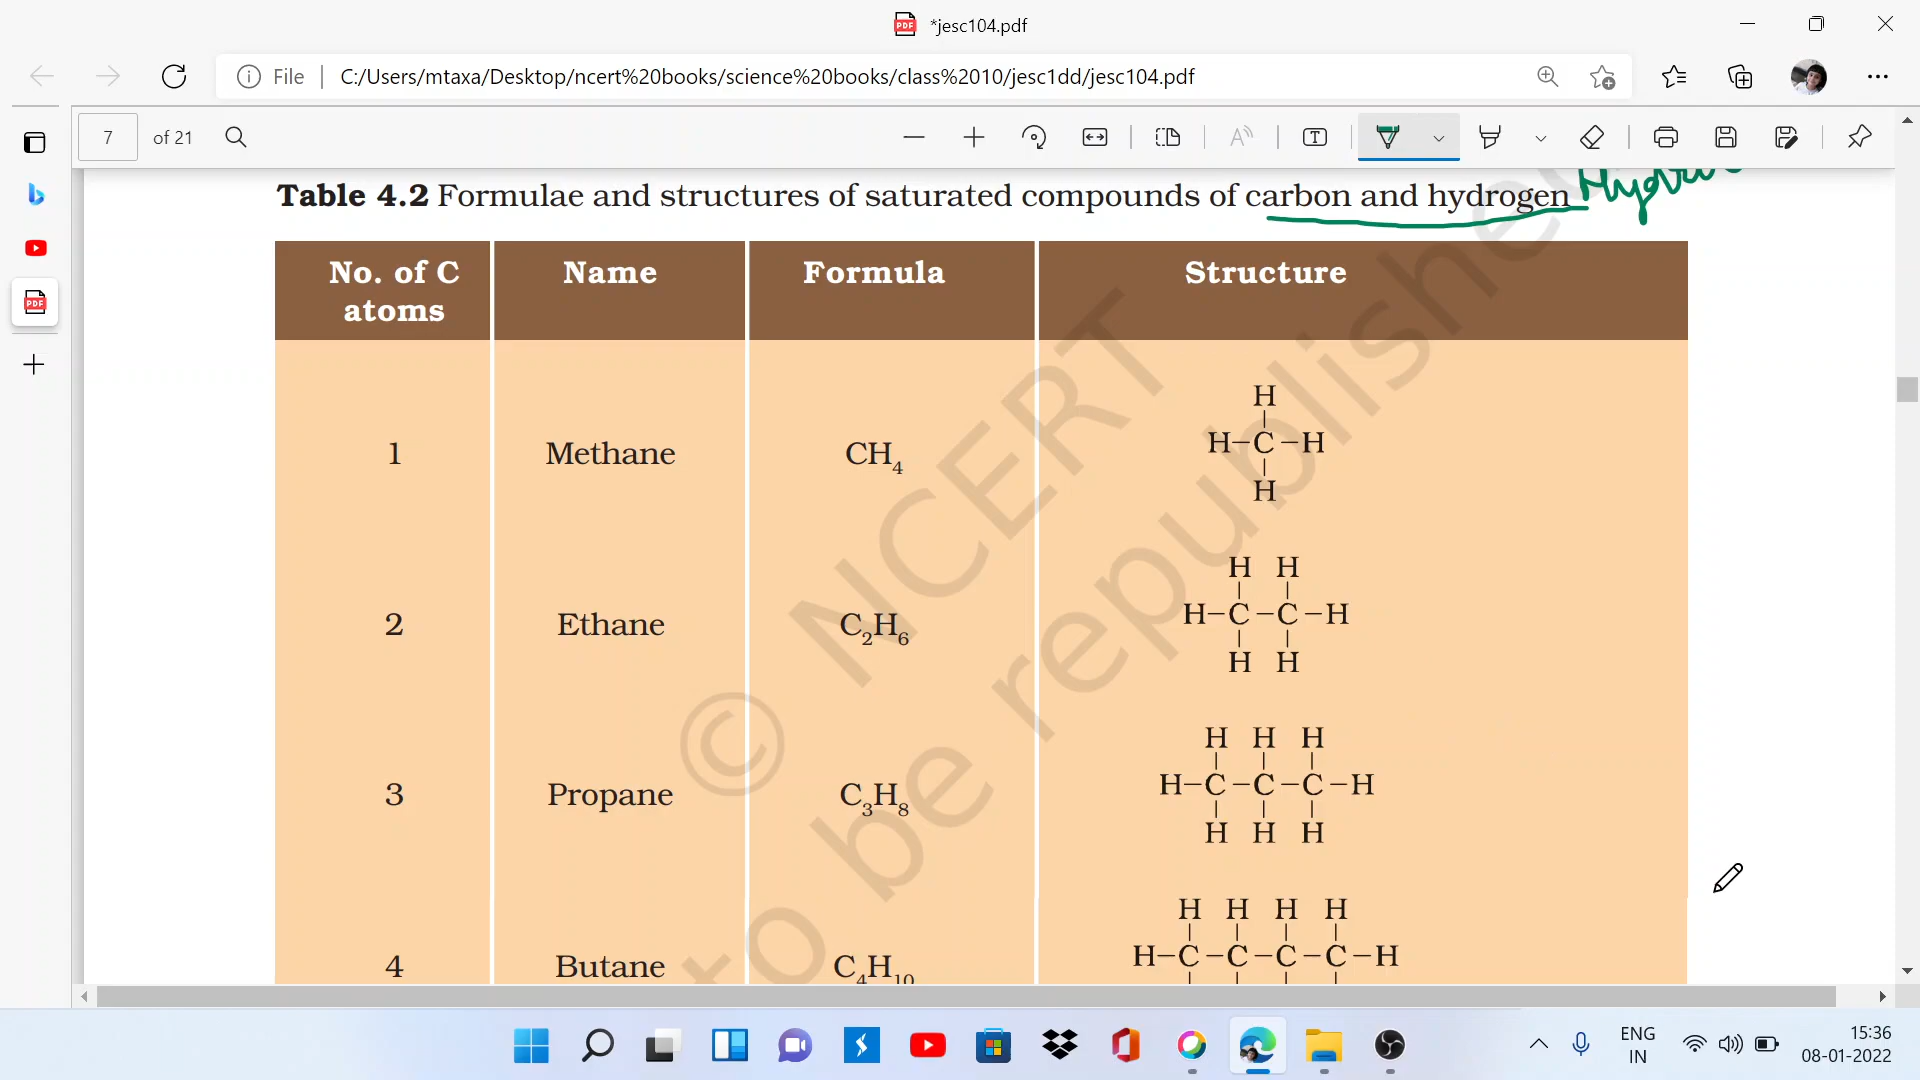 *jesc104.pdf
File
C:/Users/mtaxa/Desktop/ncert%20books/science%20books/class%2010/jesc1dd/jesc104.pdf
7 of 21
Table 4.2 Formulae and structures of saturated compounds of carbon and hydrogen
No. of C atoms Name Formula Structure
H
1 Methane CH₄ H–C–H
H
H H
2 Ethane C₂H₆ H–C–C–H
H H
H H H
3 Propane C₃H₈ H–C–C–C–H
H H H
H H H H
4 Butane C₄H₁₀ H–C–C–C–C–H
© NCERT
to be republished
ENG
IN
15:36
08-01-2022